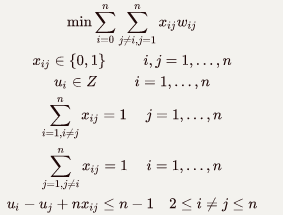 min ∑_{i=0}^{n} ∑_{j≠i,j=1}^{n} x_{ij} w_{ij}
x_{ij} ∈ {0,1}   i, j = 1, . . . , n
u_i ∈ Z   i = 1, . . . , n
∑_{i=1,i≠j}^{n} x_{ij} = 1   j = 1, . . . , n
∑_{j=1,j≠i}^{n} x_{ij} = 1   i = 1, . . . , n
u_i − u_j + nx_{ij} ≤ n − 1   2 ≤ i ≠ j ≤ n